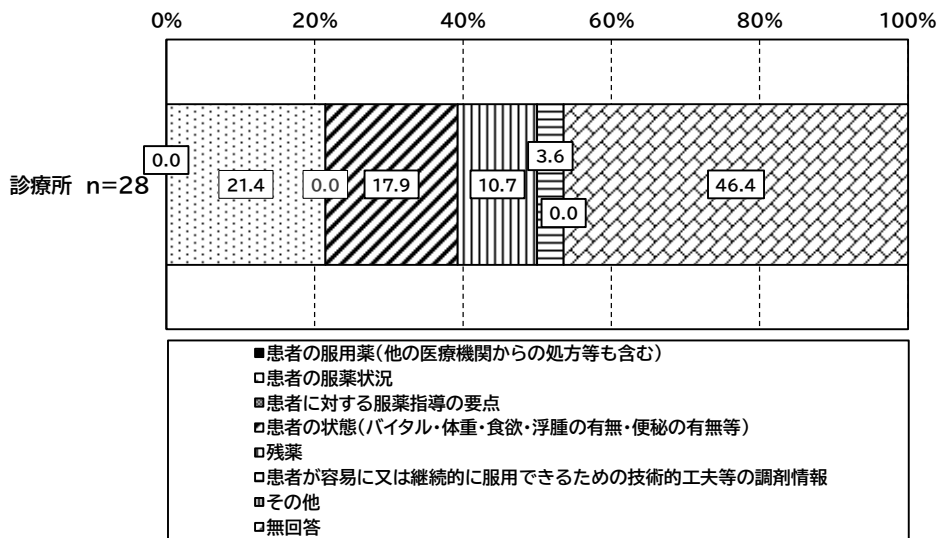 0% 20% 40% 60% 80% 100%
診療所 n=28
0.0
21.4
0.0
17.9
10.7
3.6
0.0
46.4
■患者の服用薬(他の医療機関からの処方等も含む)
□患者の服薬状況
患者に対する服薬指導の要点
患者の状態(バイタル・体重・食欲・浮腫の有無・便秘の有無等)
残薬
患者が容易に又は継続的に服用できるための技術的工夫等の調剤情報
その他
無回答